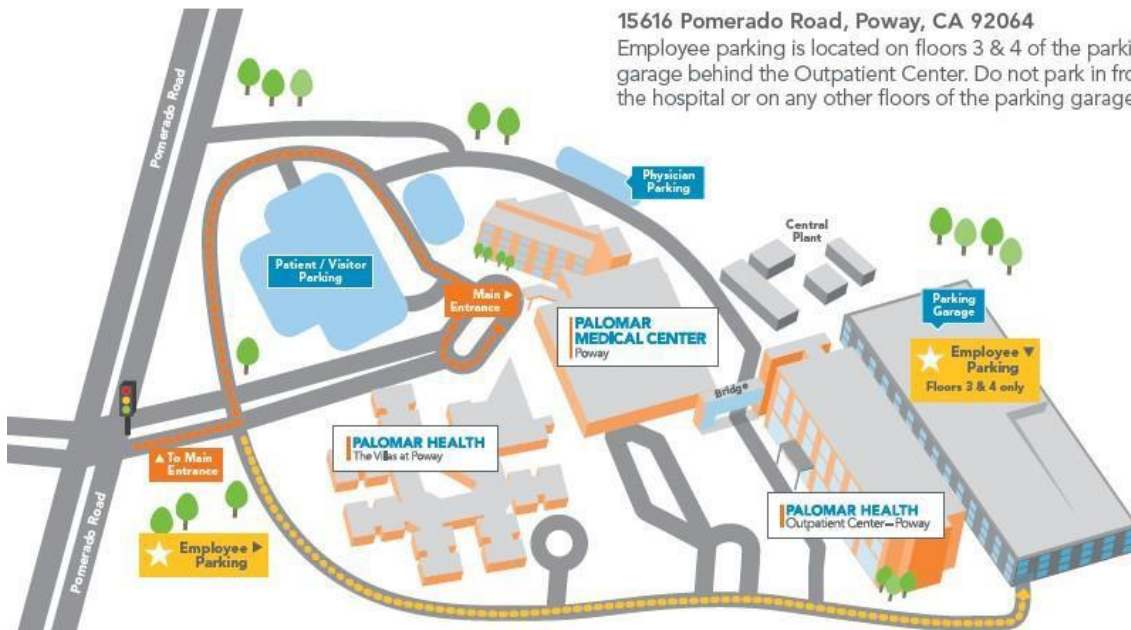 15616 Pomerado Road, Poway, CA 92064
Employee parking is located on floors 3 & 4 of the parki
garage behind the Outpatient Center. Do not park in fro
the hospital or on any other floors of the parking garage
Pomerado Road
Physician
Parking
Central
Plant
Patient / Visitor
Parking
Main ▶
Entrance
PALOMAR
MEDICAL CENTER
Poway
Parking
Garage
Employee ▼
Parking
Floors 3 & 4 only
Bridge
PALOMAR HEALTH
The Villas at Poway
▲ To Main
Entrance
PALOMAR HEALTH
Outpatient Center—Poway
Pomerado Road
Employee ▶
Parking